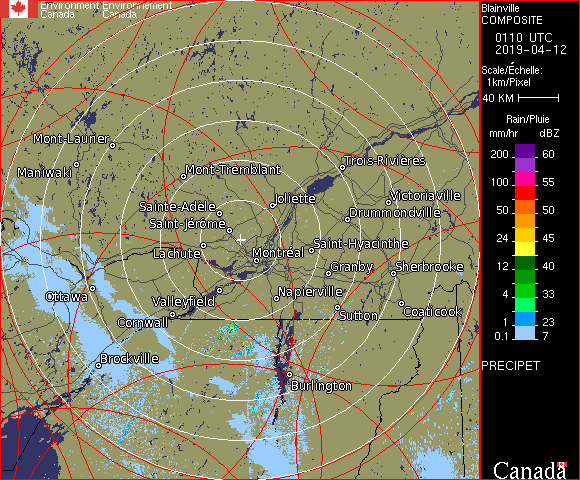 Environment Environnement
Canada Canada
Blainville
COMPOSITE
0110 UTC
2019-04-12
Scale/Échelle:
1km/Pixel
40 KM
Rain/Pluie
mm/hr dBZ
200 60
150 57
100 55
50 50
24 45
12 40
4 33
1 23
0.1 7
PRECIPET
Canada
Mont-Laurier
Maniwaki
Mont-Tremblant
Trois-Rivières
Joliette
Victoriaville
Sainte-Adèle
Drummondville
Saint-Jérôme
Saint-Hyacinthe
Lachute
Montréal
Granby
Sherbrooke
Ottawa
Valleyfield
Napierville
Cornwall
Sutton
Coaticook
Brockville
Burlington